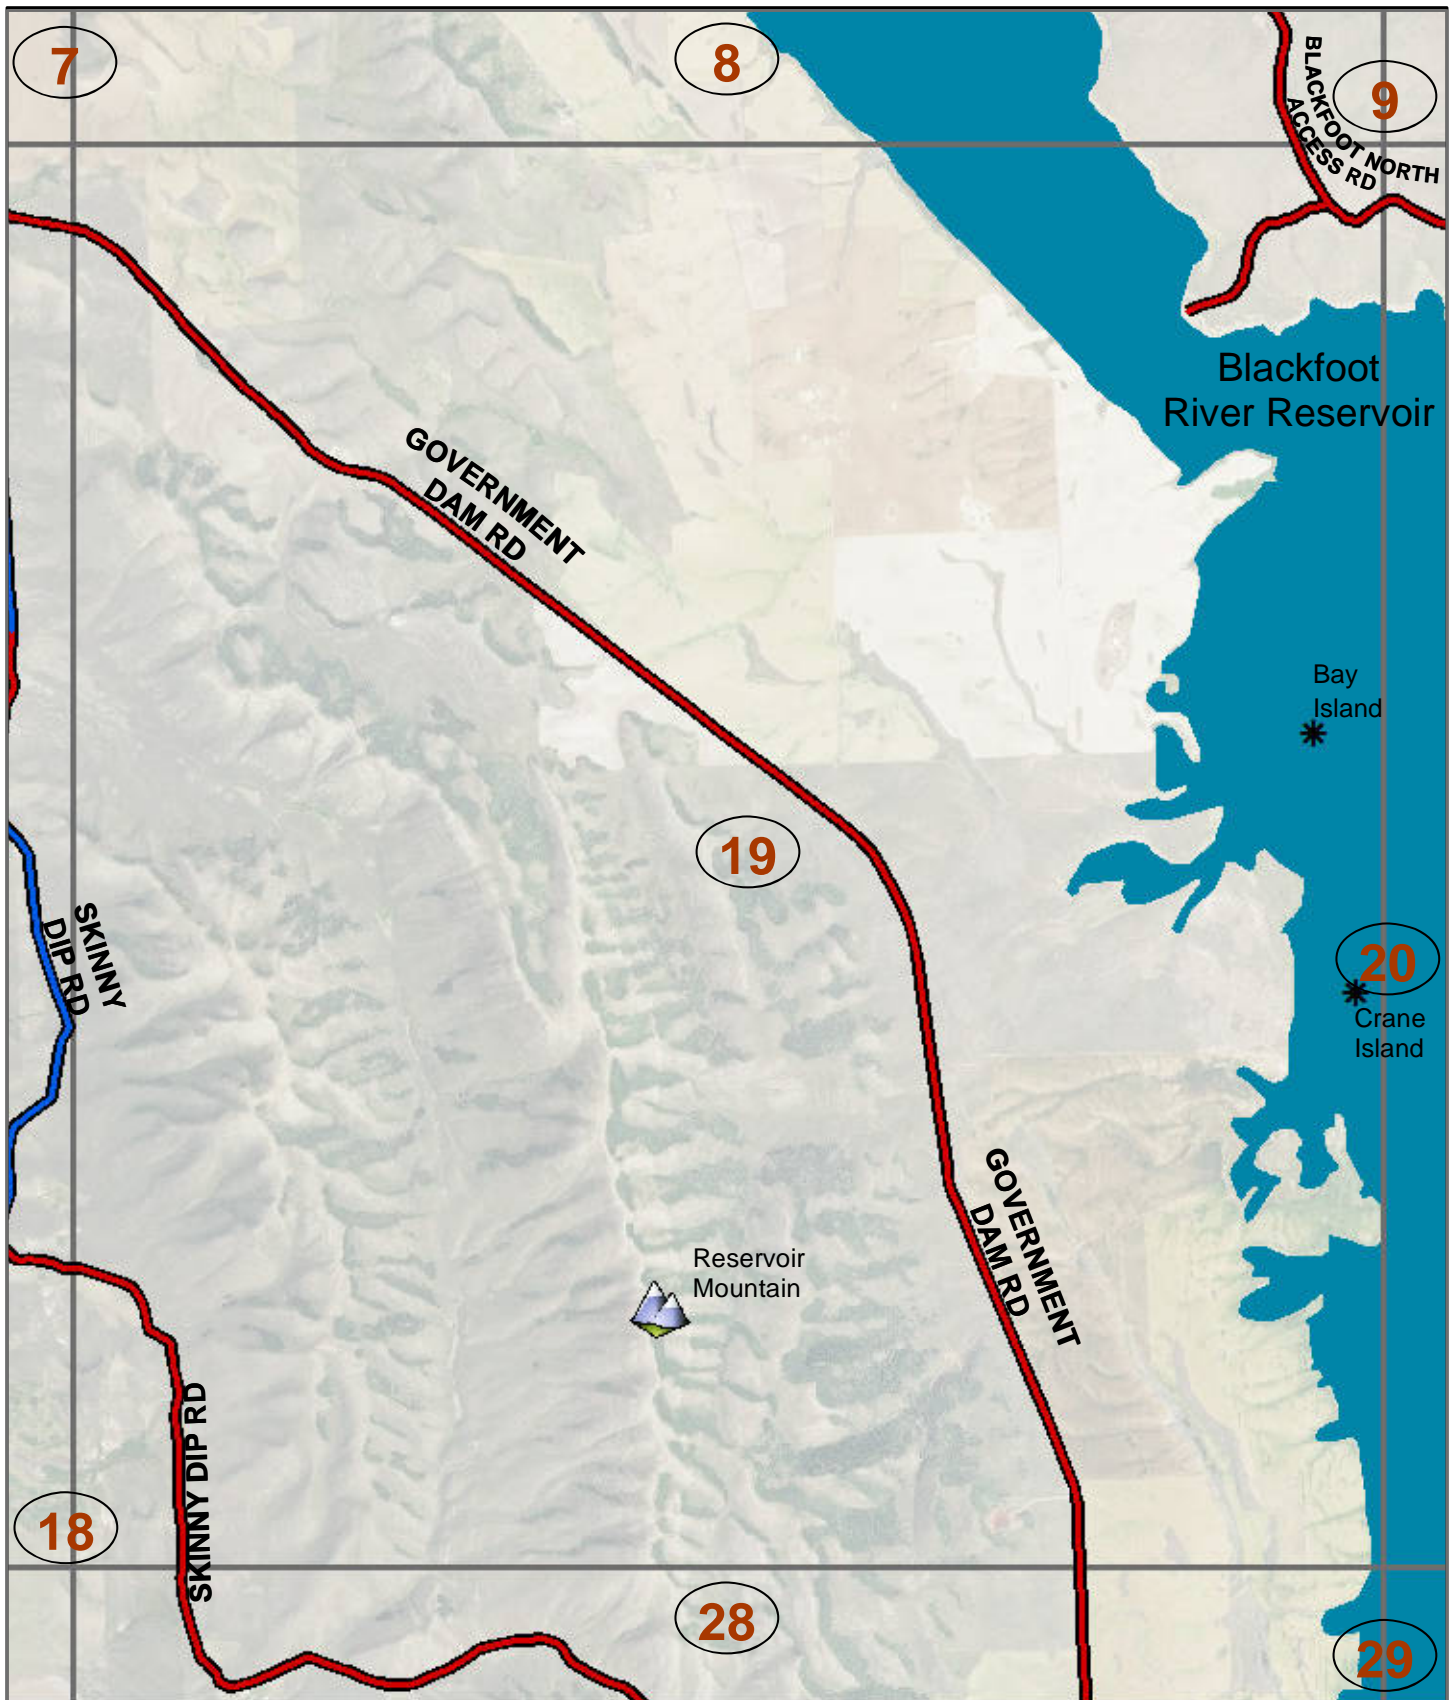 7
8
9
BLACKFOOT NORTH
ACCESS RD
Blackfoot
River Reservoir
GOVERNMENT
DAM RD
Bay
Island
19
SKINNY
DIP RD
20
Crane
Island
GOVERNMENT
DAM RD
Reservoir
Mountain
SKINNY DIP RD
18
28
29